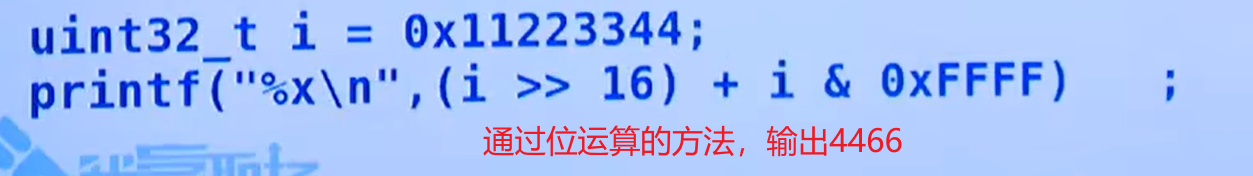 uint32_t i = 0x11223344;
printf("%x\n",(i >> 16) + i & 0xFFFF)   ;
通过位运算的方法，输出4466